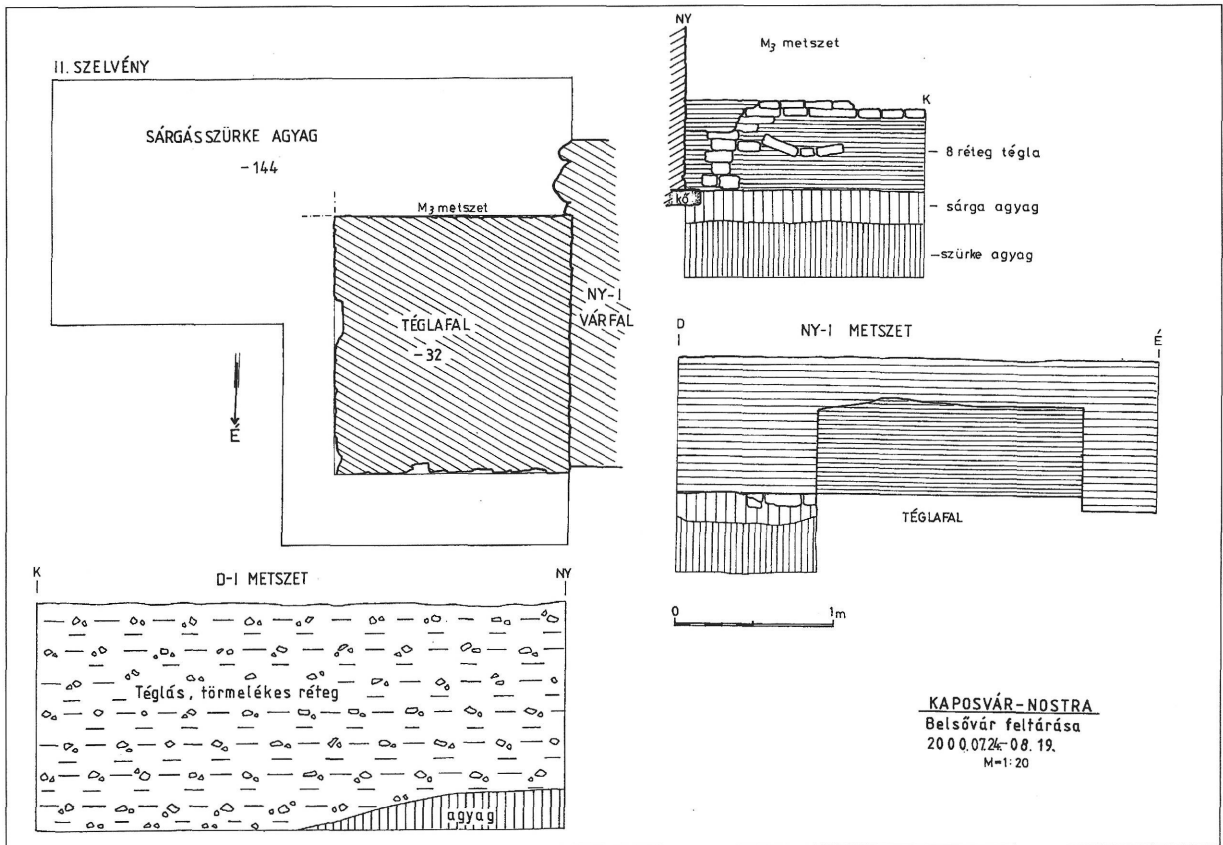 II. SZELVÉNY
SÁRGÁSSZÜRKE AGYAG
-144
M3 metszet
TÉGLAFAL
-32
NY-I
VÁRFAL
É
NY
M3 metszet
K
8 réteg tégla
kő
sárga agyag
szürke agyag
D
NY-I METSZET
É
TÉGLAFAL
0
1m
K
D-I METSZET
NY
Téglás, törmelékes réteg
agyag
KAPOSVÁR-NOSTRA
Belsővár feltárása
2000.07.24-08.19.
M=1:20